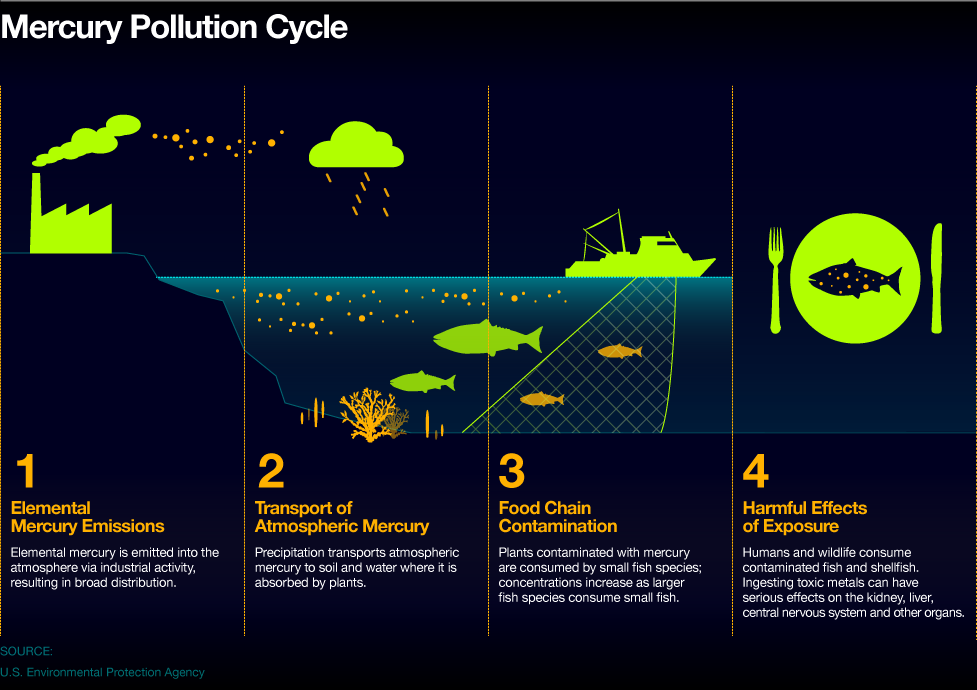 Mercury Pollution Cycle
1
Elemental
Mercury Emissions
Elemental mercury is emitted into the
atmosphere via industrial activity,
resulting in broad distribution.
2
Transport of
Atmospheric Mercury
Precipitation transports atmospheric
mercury to soil and water where it is
absorbed by plants.
3
Food Chain
Contamination
Plants contaminated with mercury
are consumed by small fish species;
concentrations increase as larger
fish species consume small fish.
4
Harmful Effects
of Exposure
Humans and wildlife consume
contaminated fish and shellfish.
Ingesting toxic metals can have
serious effects on the kidney, liver,
central nervous system and other organs.
SOURCE:
U.S. Environmental Protection Agency